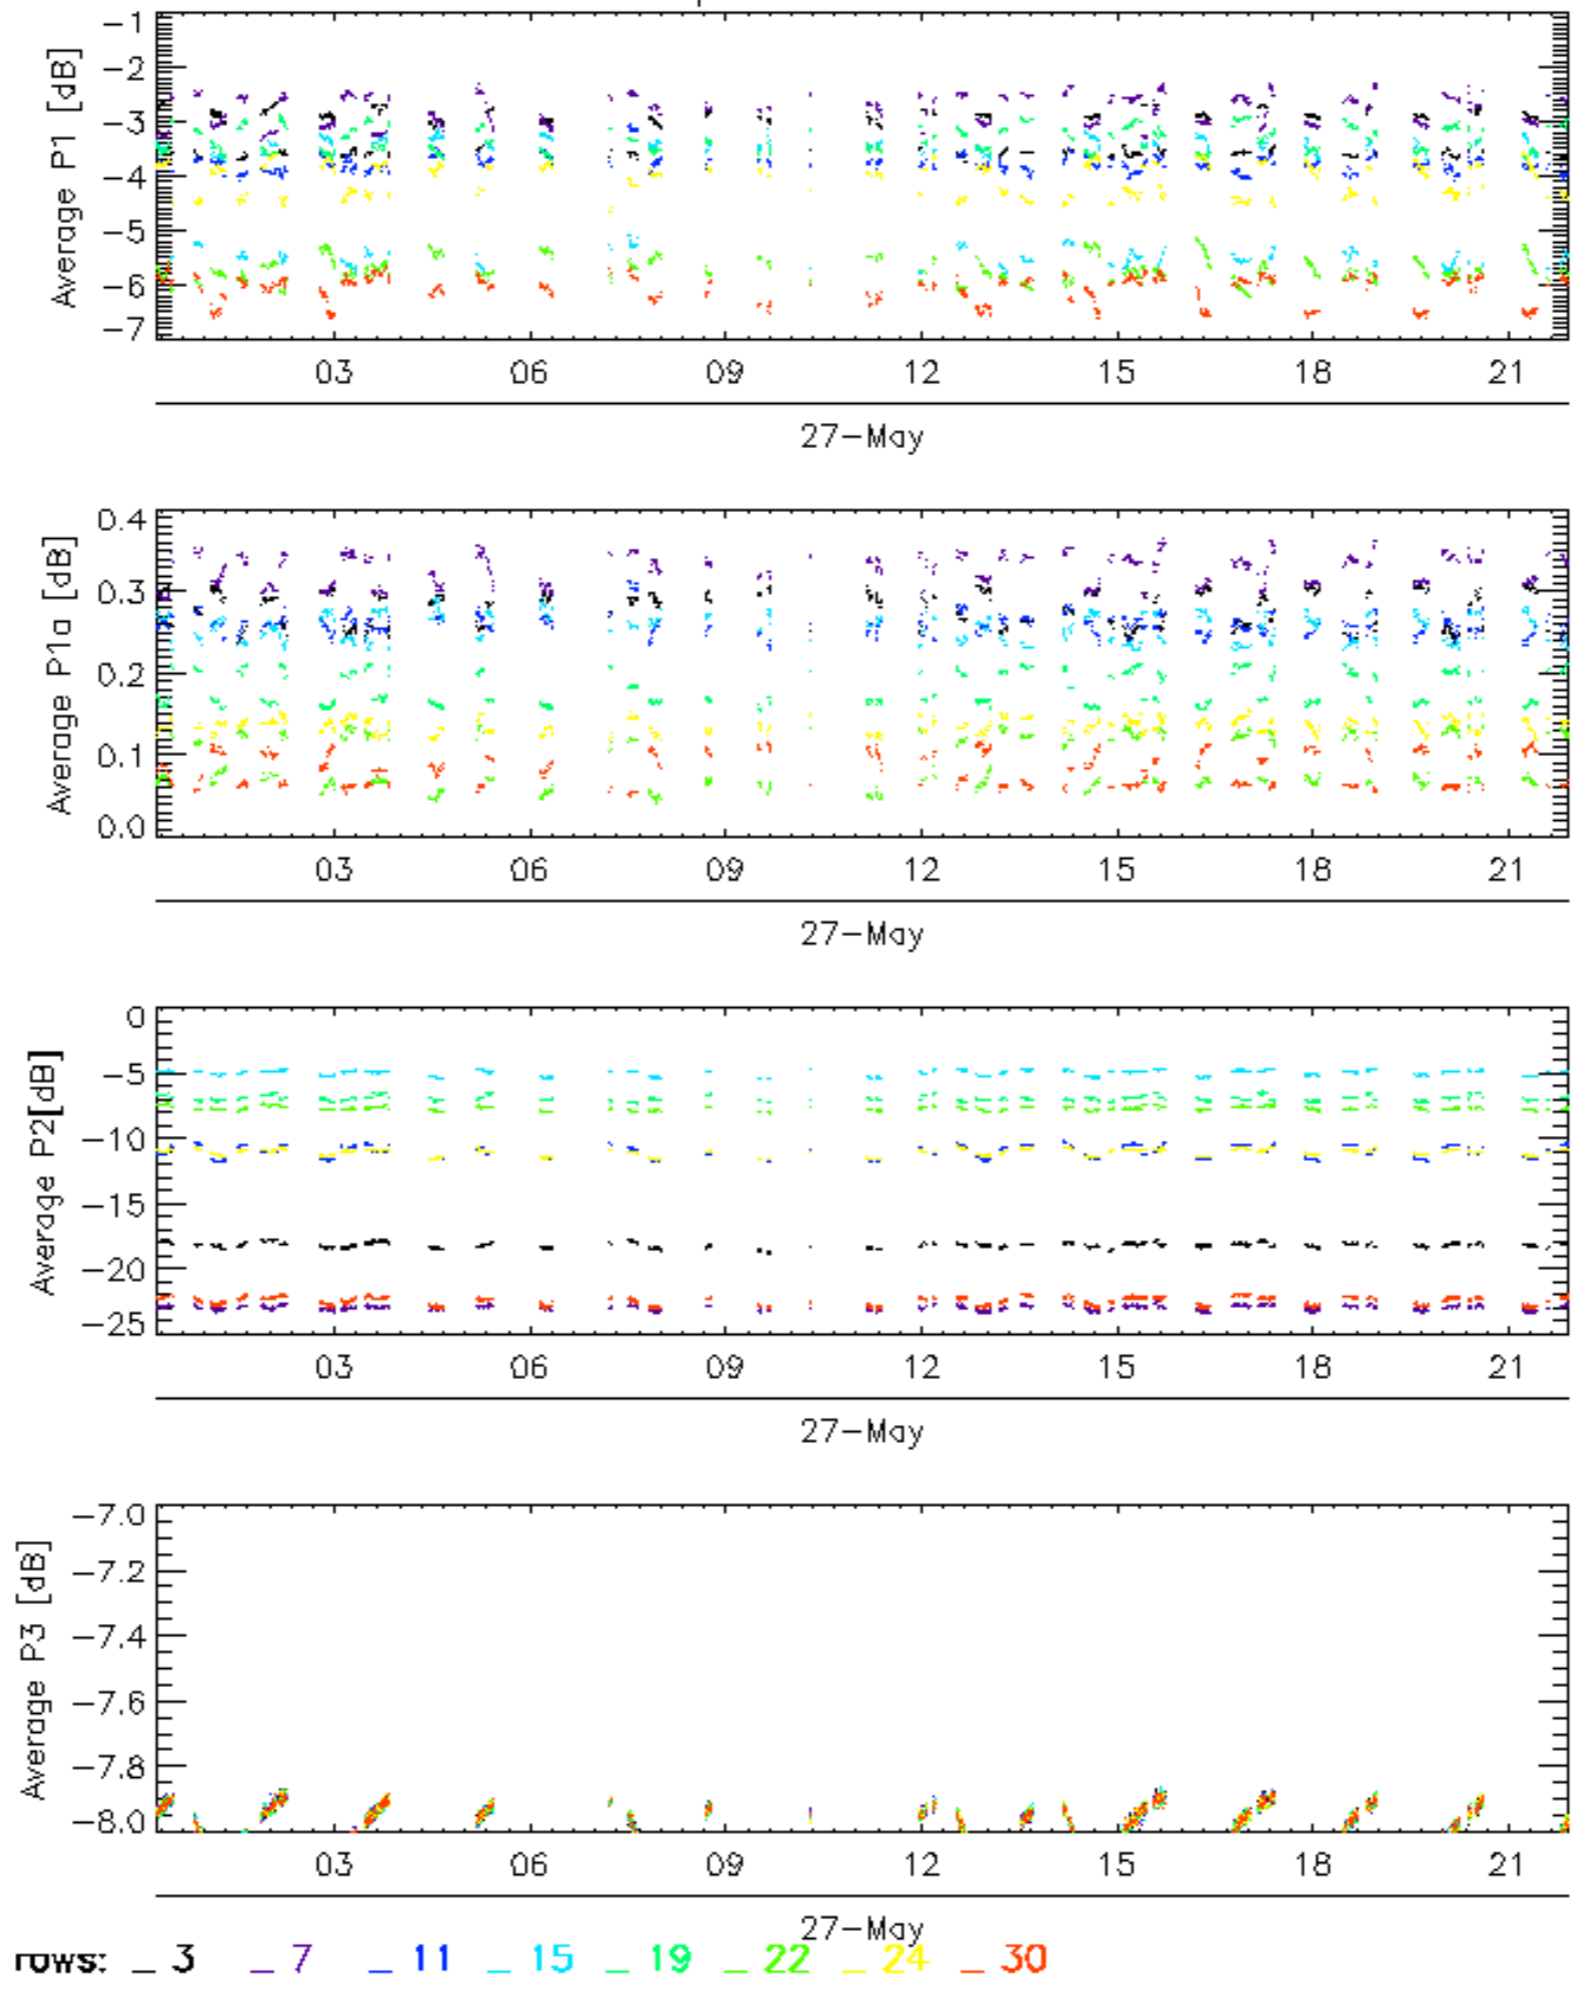 Average P1 [dB]
-1
-2
-3
-4
-5
-6
-7
03 06 09 12 15 18 21
27-May
Average P1a [dB]
0.4
0.3
0.2
0.1
0.0
03 06 09 12 15 18 21
27-May
Average P2[dB]
0
-5
-10
-15
-20
-25
03 06 09 12 15 18 21
27-May
Average P3 [dB]
-7.0
-7.2
-7.4
-7.6
-7.8
-8.0
03 06 09 12 15 18 21
27-May
rows: _ 3 _ 7 _ 11 _ 15 _ 19 _ 22 _ 24 _ 30